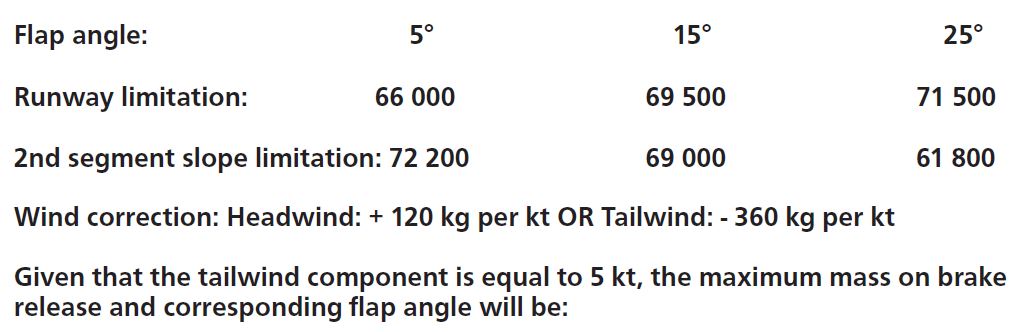 Flap angle: 5° 15° 25°
Runway limitation: 66 000 69 500 71 500
2nd segment slope limitation: 72 200 69 000 61 800
Wind correction: Headwind: + 120 kg per kt OR Tailwind: - 360 kg per kt
Given that the tailwind component is equal to 5 kt, the maximum mass on brake
release and corresponding flap angle will be: